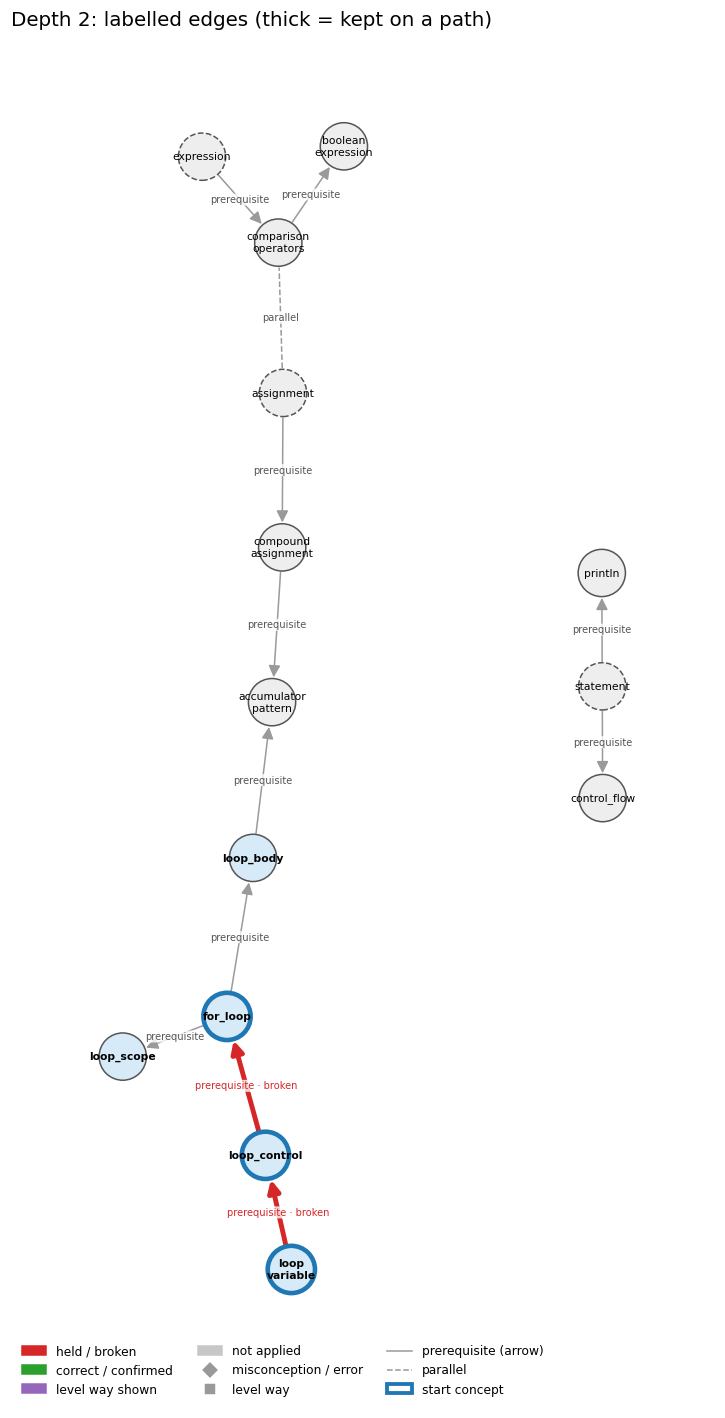 Depth 2: labelled edges (thick = kept on a path)
expression
boolean
expression
prerequisite
prerequisite
comparison
operators
parallel
assignment
prerequisite
compound
assignment
println
prerequisite
prerequisite
statement
accumulator
pattern
prerequisite
prerequisite
control_flow
loop_body
prerequisite
for_loop
prerequisite
loop_scope
prerequisite · broken
loop_control
prerequisite · broken
loop
variable
held / broken
not applied
prerequisite (arrow)
correct / confirmed
misconception / error
parallel
level way shown
level way
start concept